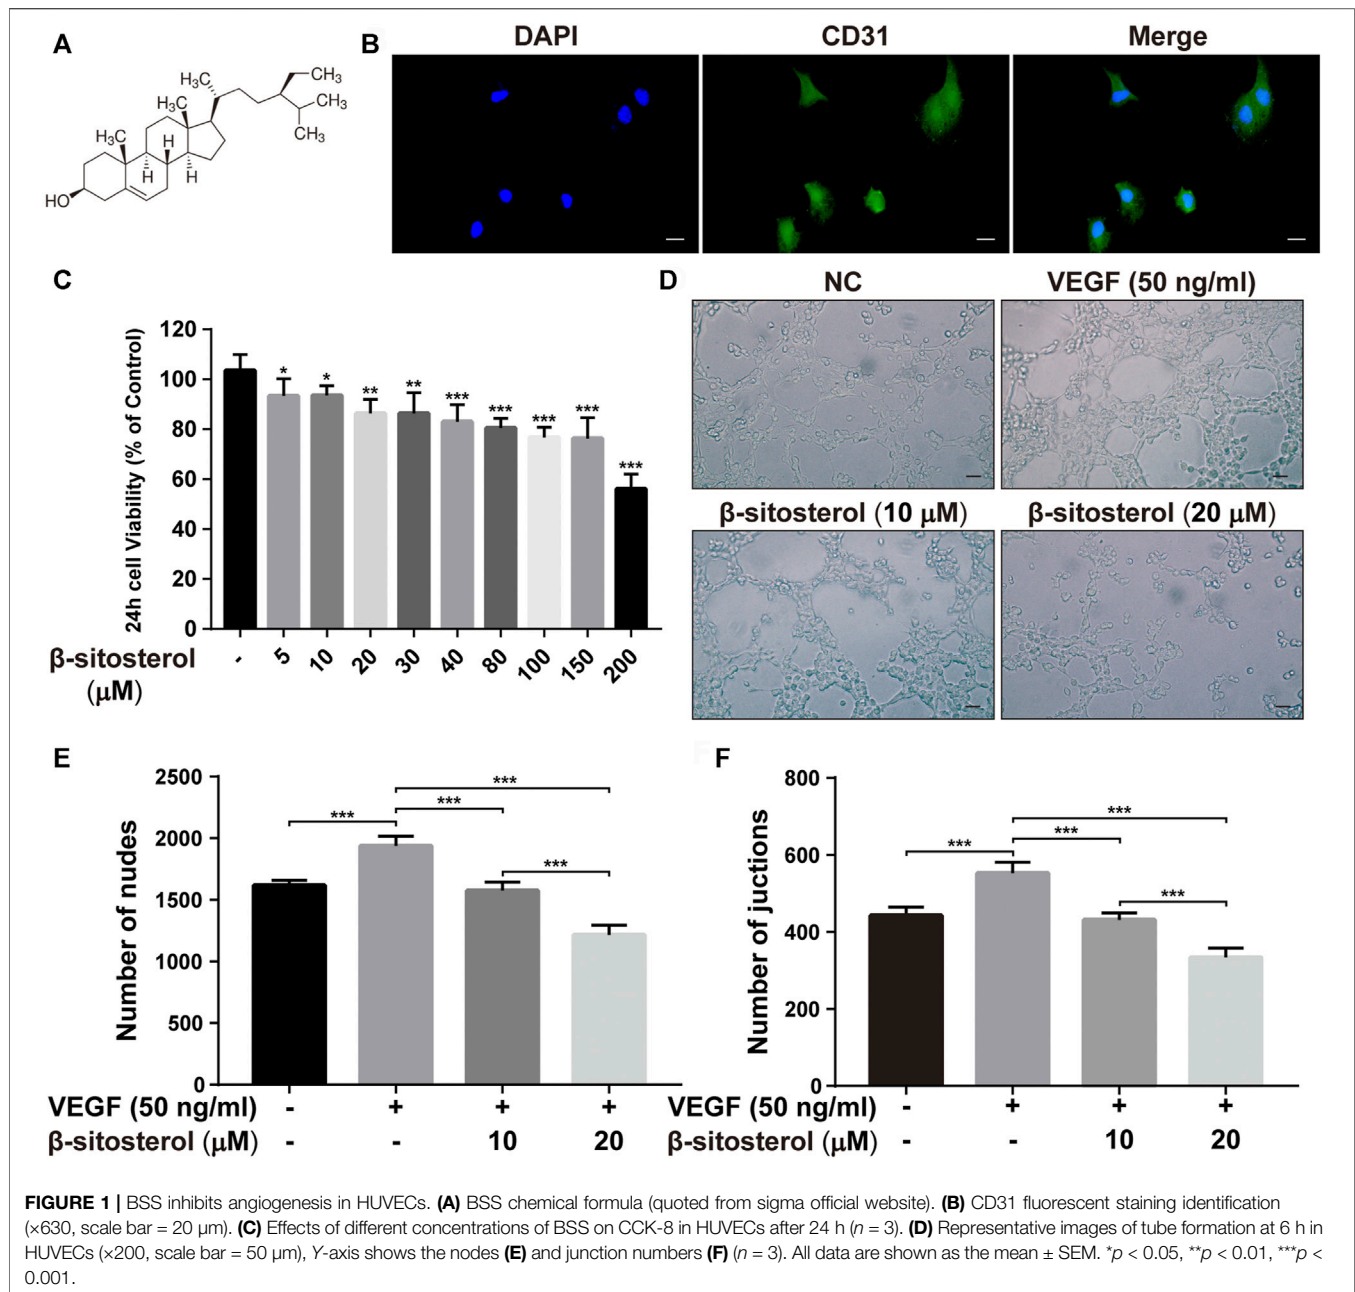 A
CH₃
H₃C
CH₃
H₃C
CH₃
CH₃
H
H
H
HO
B
DAPI
CD31
Merge
C
24h cell Viability (% of Control)
120
100
80
60
40
20
0
*
*
**
**
***
***
***
***
***
β-sitosterol
(μM)
-
5
10
20
30
40
80
100
150
200
D
NC
VEGF (50 ng/ml)
β-sitosterol (10 μM)
β-sitosterol (20 μM)
E
Number of nudes
2500
2000
1500
1000
500
0
***
***
***
***
VEGF (50 ng/ml) - + + +
β-sitosterol (μM) - - 10 20
F
F
Number of juctions
800
600
400
200
0
***
***
***
***
VEGF (50 ng/ml) - + + +
β-sitosterol (μM) - - 10 20
FIGURE 1 | BSS inhibits angiogenesis in HUVECs. (A) BSS chemical formula (quoted from sigma official website). (B) CD31 fluorescent staining identification
(×630, scale bar = 20 μm). (C) Effects of different concentrations of BSS on CCK-8 in HUVECs after 24 h (n = 3). (D) Representative images of tube formation at 6 h in
HUVECs (×200, scale bar = 50 μm), Y-axis shows the nodes (E) and junction numbers (F) (n = 3). All data are shown as the mean ± SEM. *p < 0.05, **p < 0.01, ***p <
0.001.